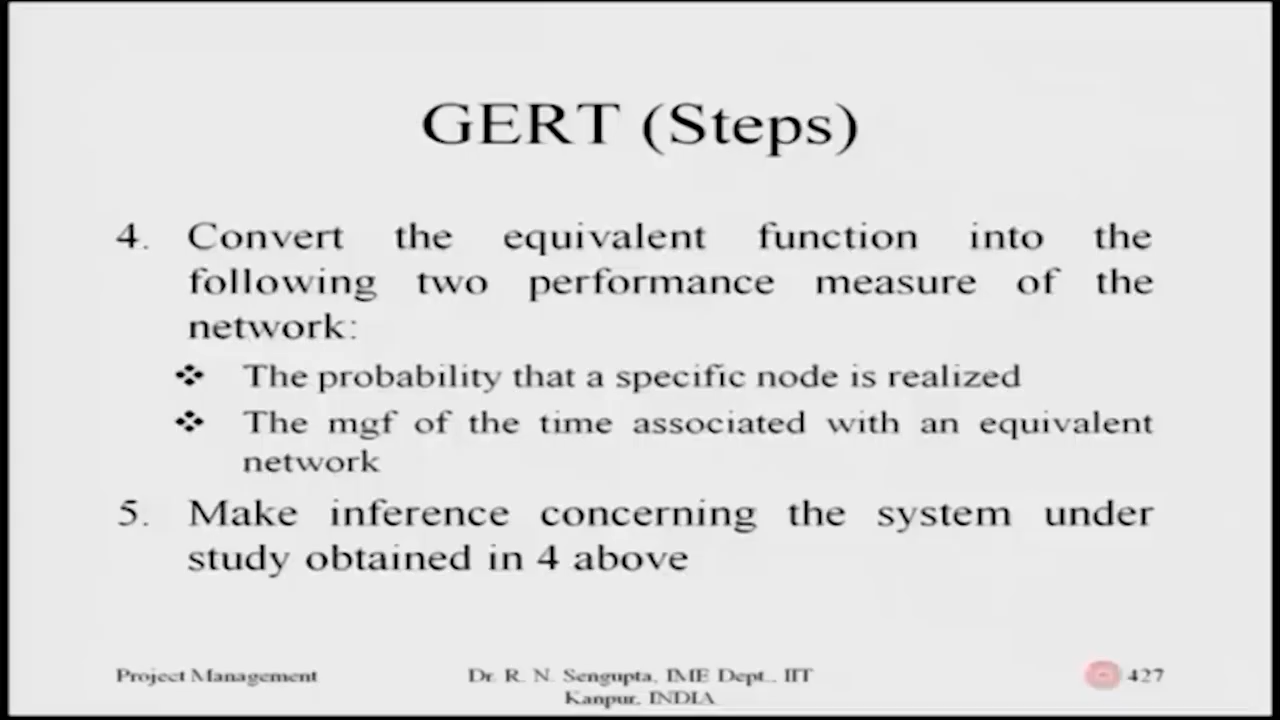 GERT (Steps)
4. Convert the equivalent function into the
following two performance measure of the
network:
❖ The probability that a specific node is realized
❖ The mgf of the time associated with an equivalent
network
5. Make inference concerning the system under
study obtained in 4 above
Project Management
Dr. R. N. Sengupta, IME Dept., IIT
Kanpur, INDIA
427